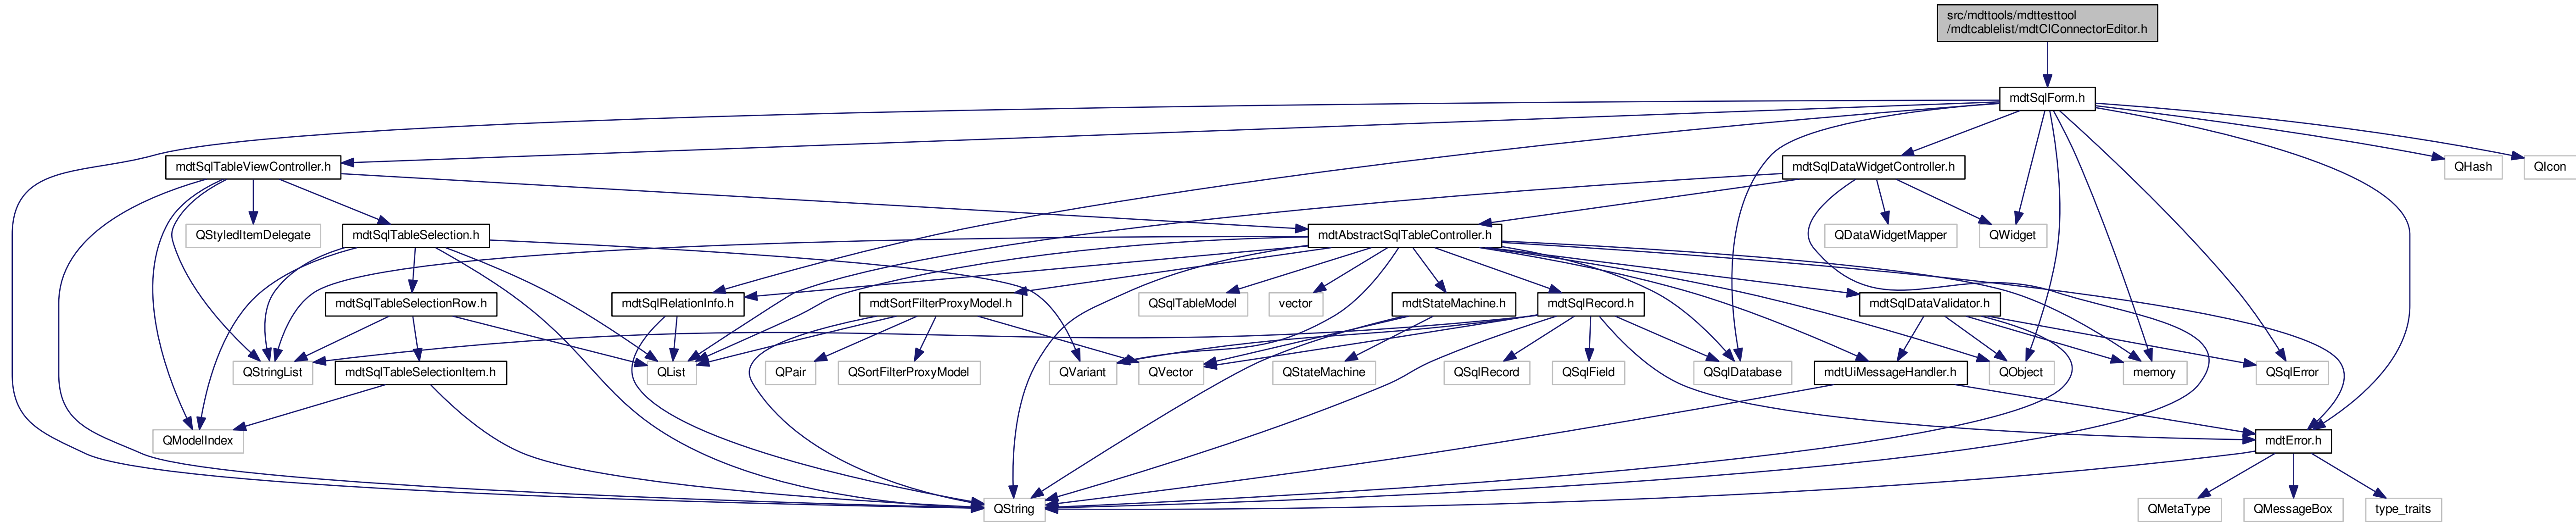 src/mdttools/mdttesttool
/mdtcablelist/mdtClConnectorEditor.h
mdtSqlForm.h
mdtSqlTableViewController.h
mdtSqlDataWidgetController.h
QHash
QIcon
QStyledItemDelegate
mdtSqlTableSelection.h
mdtAbstractSqlTableController.h
QDataWidgetMapper
QWidget
mdtSqlTableSelectionRow.h
mdtSqlRelationInfo.h
mdtSortFilterProxyModel.h
QSqlTableModel
vector
mdtStateMachine.h
mdtSqlRecord.h
mdtSqlDataValidator.h
QStringList
mdtSqlTableSelectionItem.h
QList
QPair
QSortFilterProxyModel
QVariant
QVector
QStateMachine
QSqlRecord
QSqlField
QSqlDatabase
mdtUiMessageHandler.h
QObject
memory
QSqlError
QModelIndex
mdtError.h
QString
QMetaType
QMessageBox
type_traits